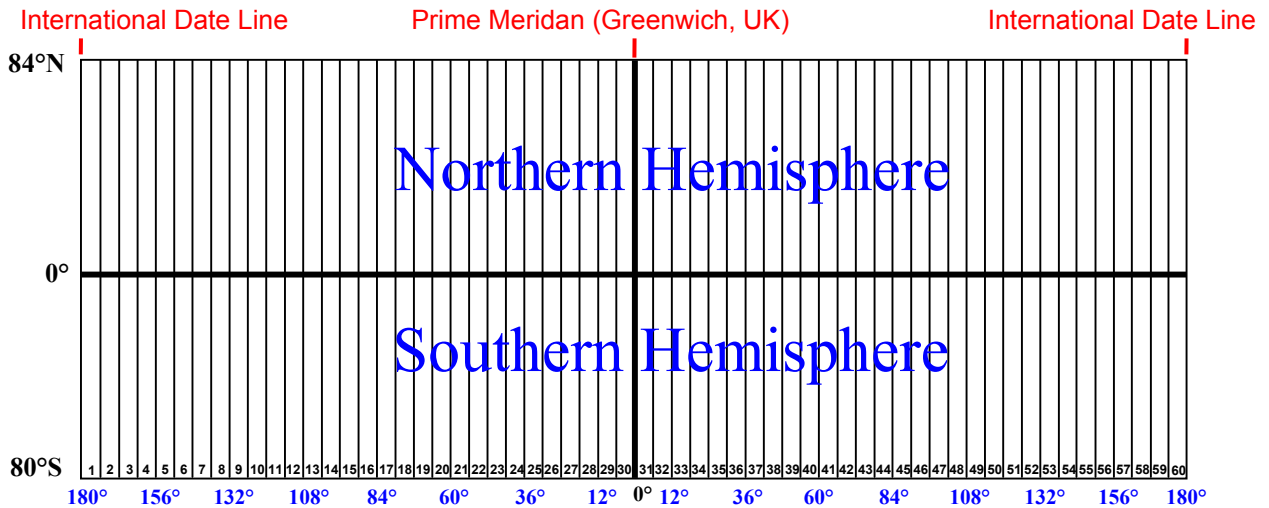 International Date Line Prime Meridan (Greenwich, UK) International Date Line
84°N
Northern Hemisphere
0°
Southern Hemisphere
80°S 1 2 3 4 5 6 7 8 9 10 11 12 13 14 15 16 17 18 19 20 21 22 23 24 25 26 27 28 29 30 31 32 33 34 35 36 37 38 39 40 41 42 43 44 45 46 47 48 49 50 51 52 53 54 55 56 57 58 59 60
180° 156° 132° 108° 84° 60° 36° 12° 0° 12° 36° 60° 84° 108° 132° 156° 180°